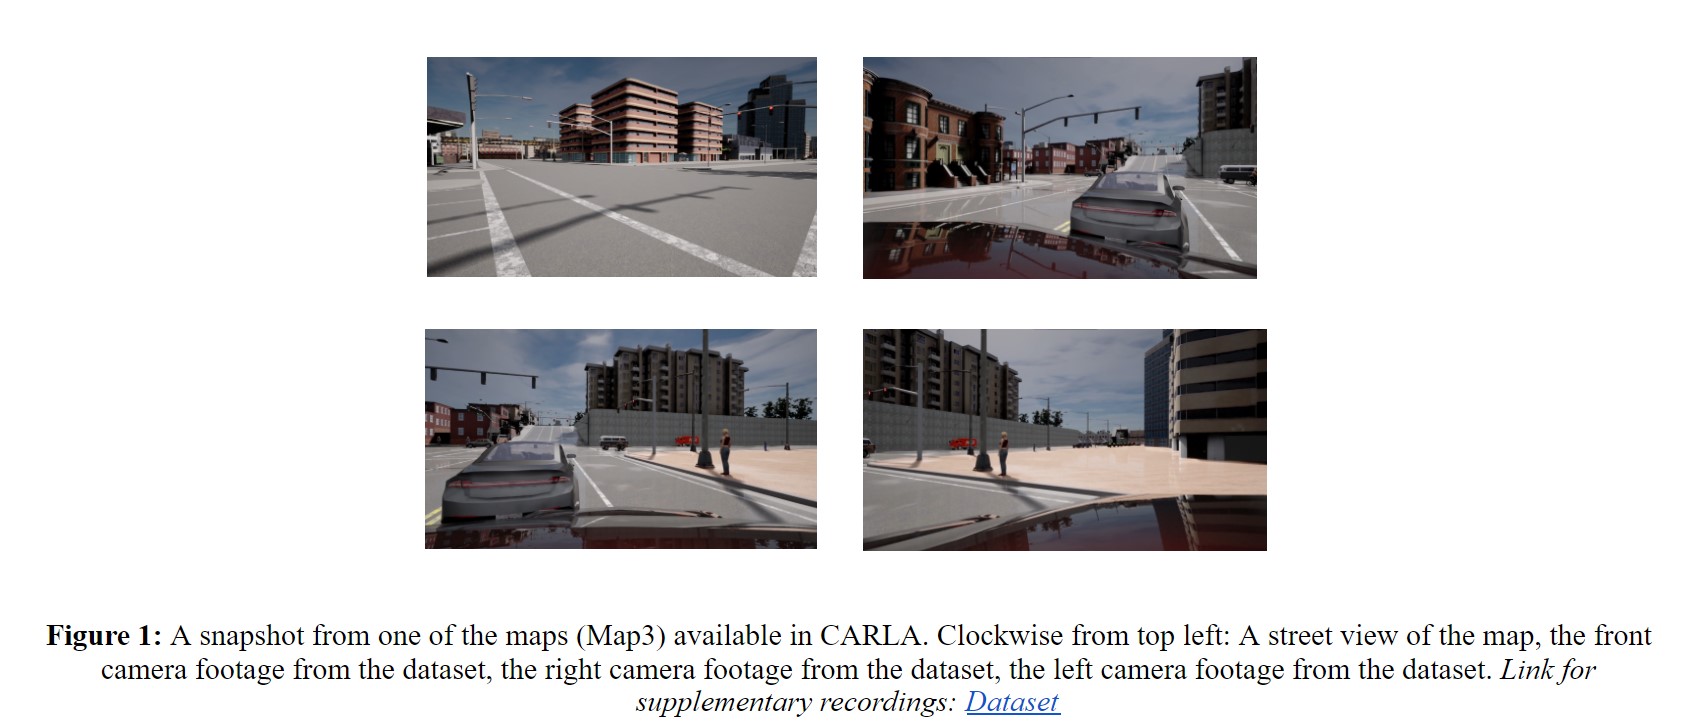 Figure 1: A snapshot from one of the maps (Map3) available in CARLA. Clockwise from top left: A street view of the map, the front
camera footage from the dataset, the right camera footage from the dataset, the left camera footage from the dataset. Link for
supplementary recordings: Dataset